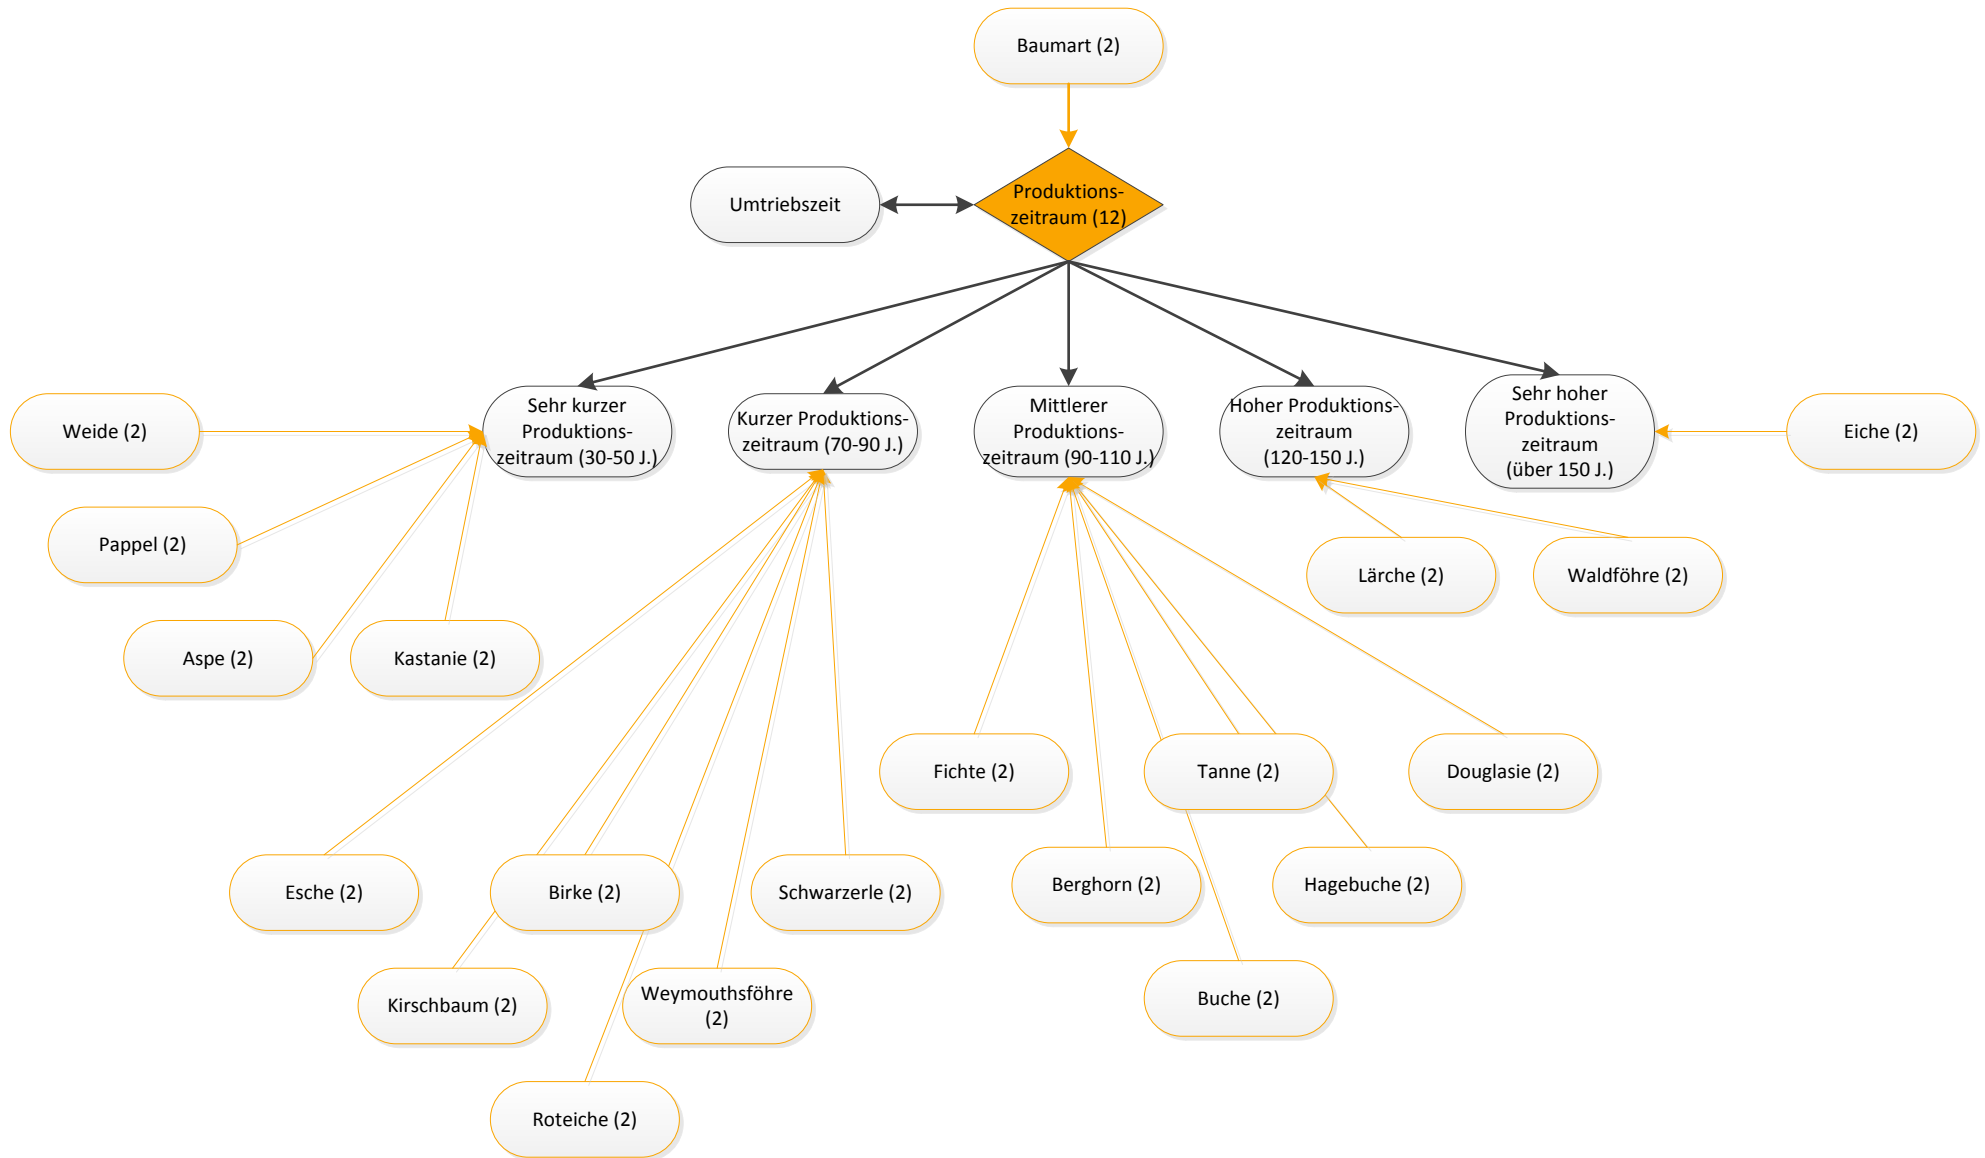 Baumart (2)
Produktions-
zeitraum (12)
Umtriebszeit
Sehr kurzer
Produktions-
zeitraum (30-50 J.)
Kurzer Produktions-
zeitraum (70-90 J.)
Mittlerer
Produktions-
zeitraum (90-110 J.)
Hoher Produktions-
zeitraum
(120-150 J.)
Sehr hoher
Produktions-
zeitraum
(über 150 J.)
Weide (2)
Eiche (2)
Pappel (2)
Lärche (2)
Waldföhre (2)
Aspe (2)
Kastanie (2)
Fichte (2)
Tanne (2)
Douglasie (2)
Esche (2)
Birke (2)
Schwarzerle (2)
Berghorn (2)
Hagebuche (2)
Kirschbaum (2)
Weymouthsföhre
(2)
Buche (2)
Roteiche (2)